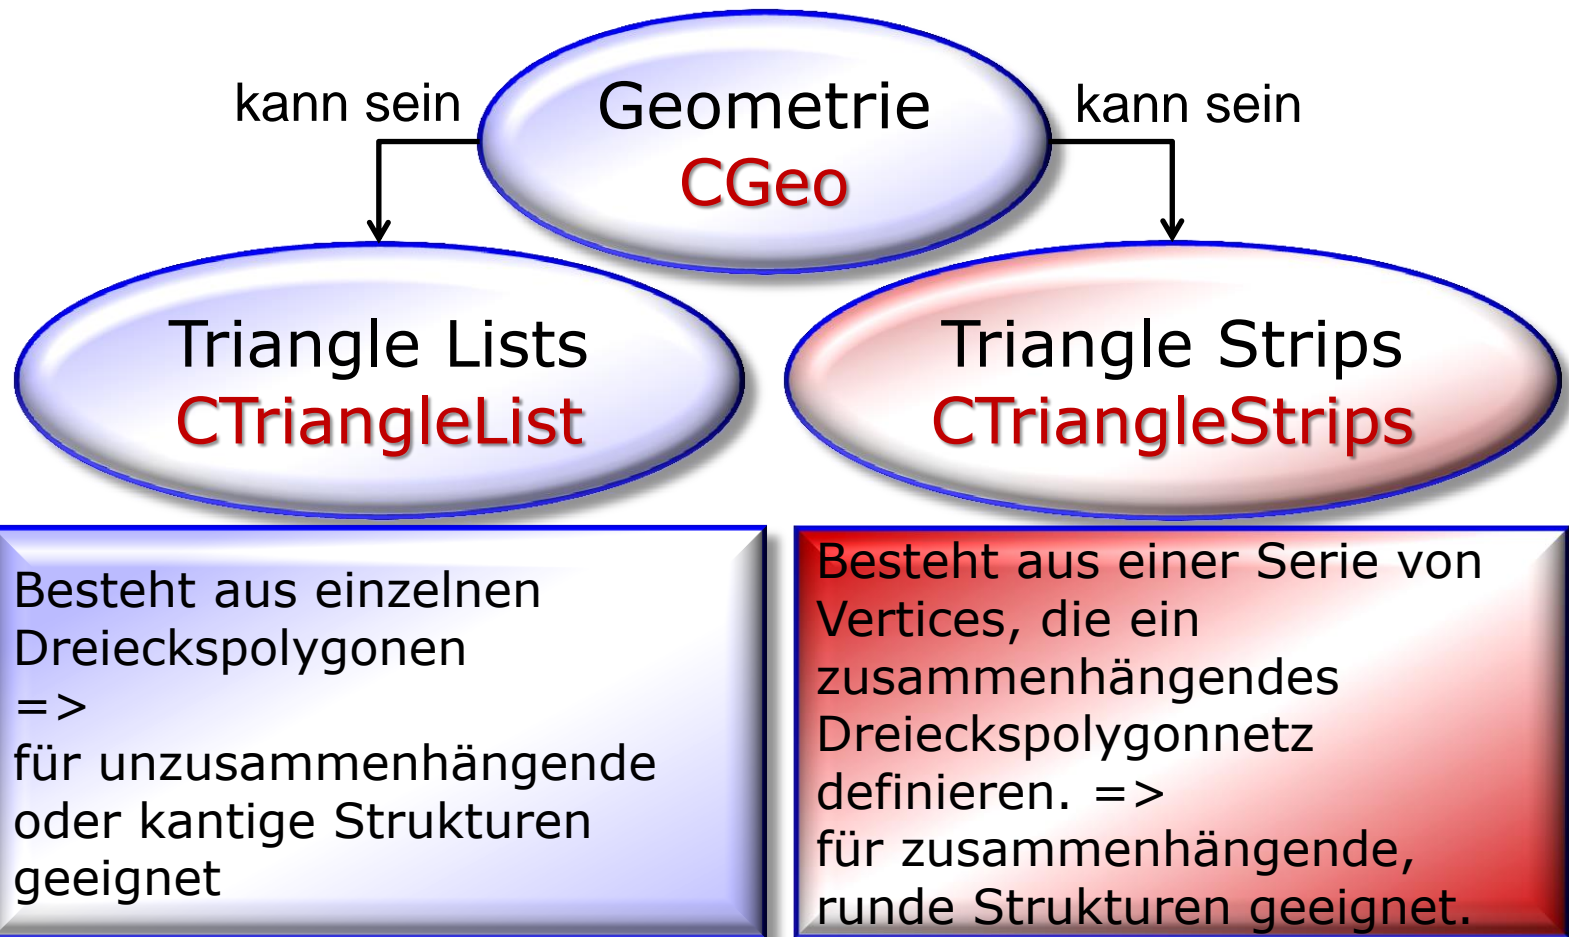 kann sein
Geometrie
CGeo
kann sein
Triangle Lists
CTriangleList
Triangle Strips
CTriangleStrips
Besteht aus einzelnen
Dreieckspolygonen
=>
für unzusammenhängende
oder kantige Strukturen
geeignet
Besteht aus einer Serie von
Vertices, die ein
zusammenhängendes
Dreieckspolygonnetz
definieren. =>
für zusammenhängende,
runde Strukturen geeignet.